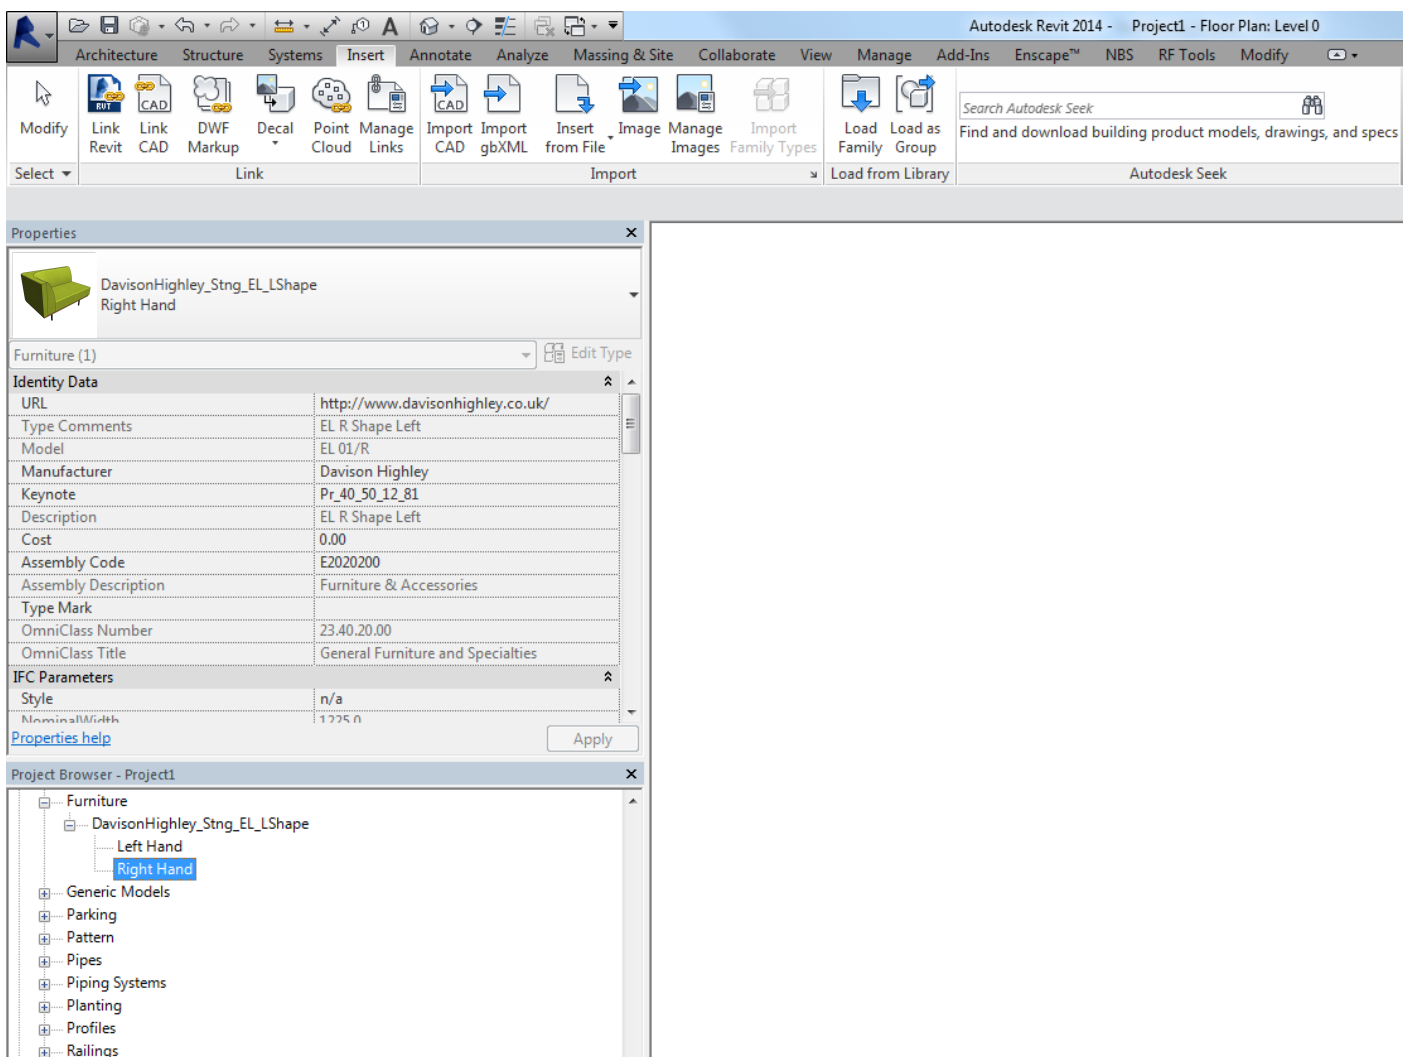 Autodesk Revit 2014 - Project1 - Floor Plan: Level 0
Architecture Structure Systems Insert Annotate Analyze Massing & Site Collaborate View Manage Add-Ins Enscape™ NBS RF Tools Modify
Modify
Link Revit
Link CAD
DWF Markup
Decal
Point Cloud
Manage Links
Import CAD
Import gbXML
Insert from File
Image
Manage Images
Import Family Types
Load Family
Load as Group
Search Autodesk Seek
Find and download building product models, drawings, and specs
Select Link Import Load from Library Autodesk Seek
Properties
DavisonHighley_Stng_EL_LShape
Right Hand
Furniture (1) Edit Type
Identity Data
URL http://www.davisonhighley.co.uk/
Type Comments EL R Shape Left
Model EL 01/R
Manufacturer Davison Highley
Keynote Pr_40_50_12_81
Description EL R Shape Left
Cost 0.00
Assembly Code E2020200
Assembly Description Furniture & Accessories
Type Mark
OmniClass Number 23.40.20.00
OmniClass Title General Furniture and Specialties
IFC Parameters
Style n/a
NominalWidth 1225.0
Properties help Apply
Project Browser - Project1
Furniture
DavisonHighley_Stng_EL_LShape
Left Hand
Right Hand
Generic Models
Parking
Pattern
Pipes
Piping Systems
Planting
Profiles
Railings